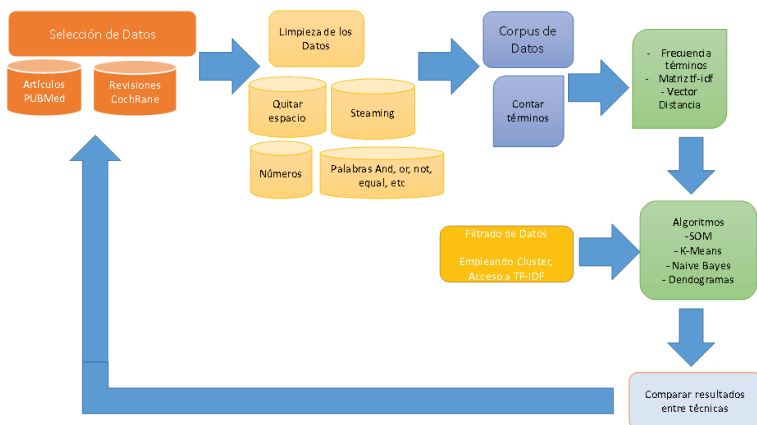 Selección de Datos
Artículos
PUBMed
Revisiones
CochRane
Limpieza de los
Datos
Quitar
espacio
Steaming
Números
Palabras And, or, not,
equal, etc
Corpus de
Datos
Contar
términos
- Frecuencia
términos
- Matriz tf-idf
- Vector
Distancia
Filtrado de Datos
Empleando Cluster,
Acceso a TF-IDF
Algoritmos
-SOM
- K-Means
- Naive Bayes
- Dendogramas
Comparar resultados
entre técnicas